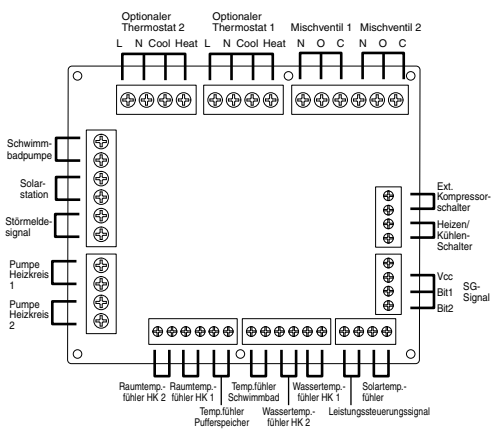 Optionaler Optionaler
Thermostat 2 Thermostat 1 Mischventil 1 Mischventil 2
L N Cool Heat L N Cool Heat N O C N O C
Schwimm-
badpumpe
Solar-
station
Störmelde-
signal
Pumpe
Heizkreis
1
Pumpe
Heizkreis
2
Ext.
Kompressor-
schalter
Heizen/
Kühlen-
Schalter
Vcc
Bit1
Bit2
SG-
Signal
Raumtemp.-
fühler HK 2
Raumtemp.-
fühler HK 1
Temp.fühler
Pufferspeicher
Temp.fühler
Schwimmbad
Wassertemp.-
fühler HK 2
Wassertemp.-
fühler HK 1
Leistungssteuerungssignal
Solartemp.-
fühler